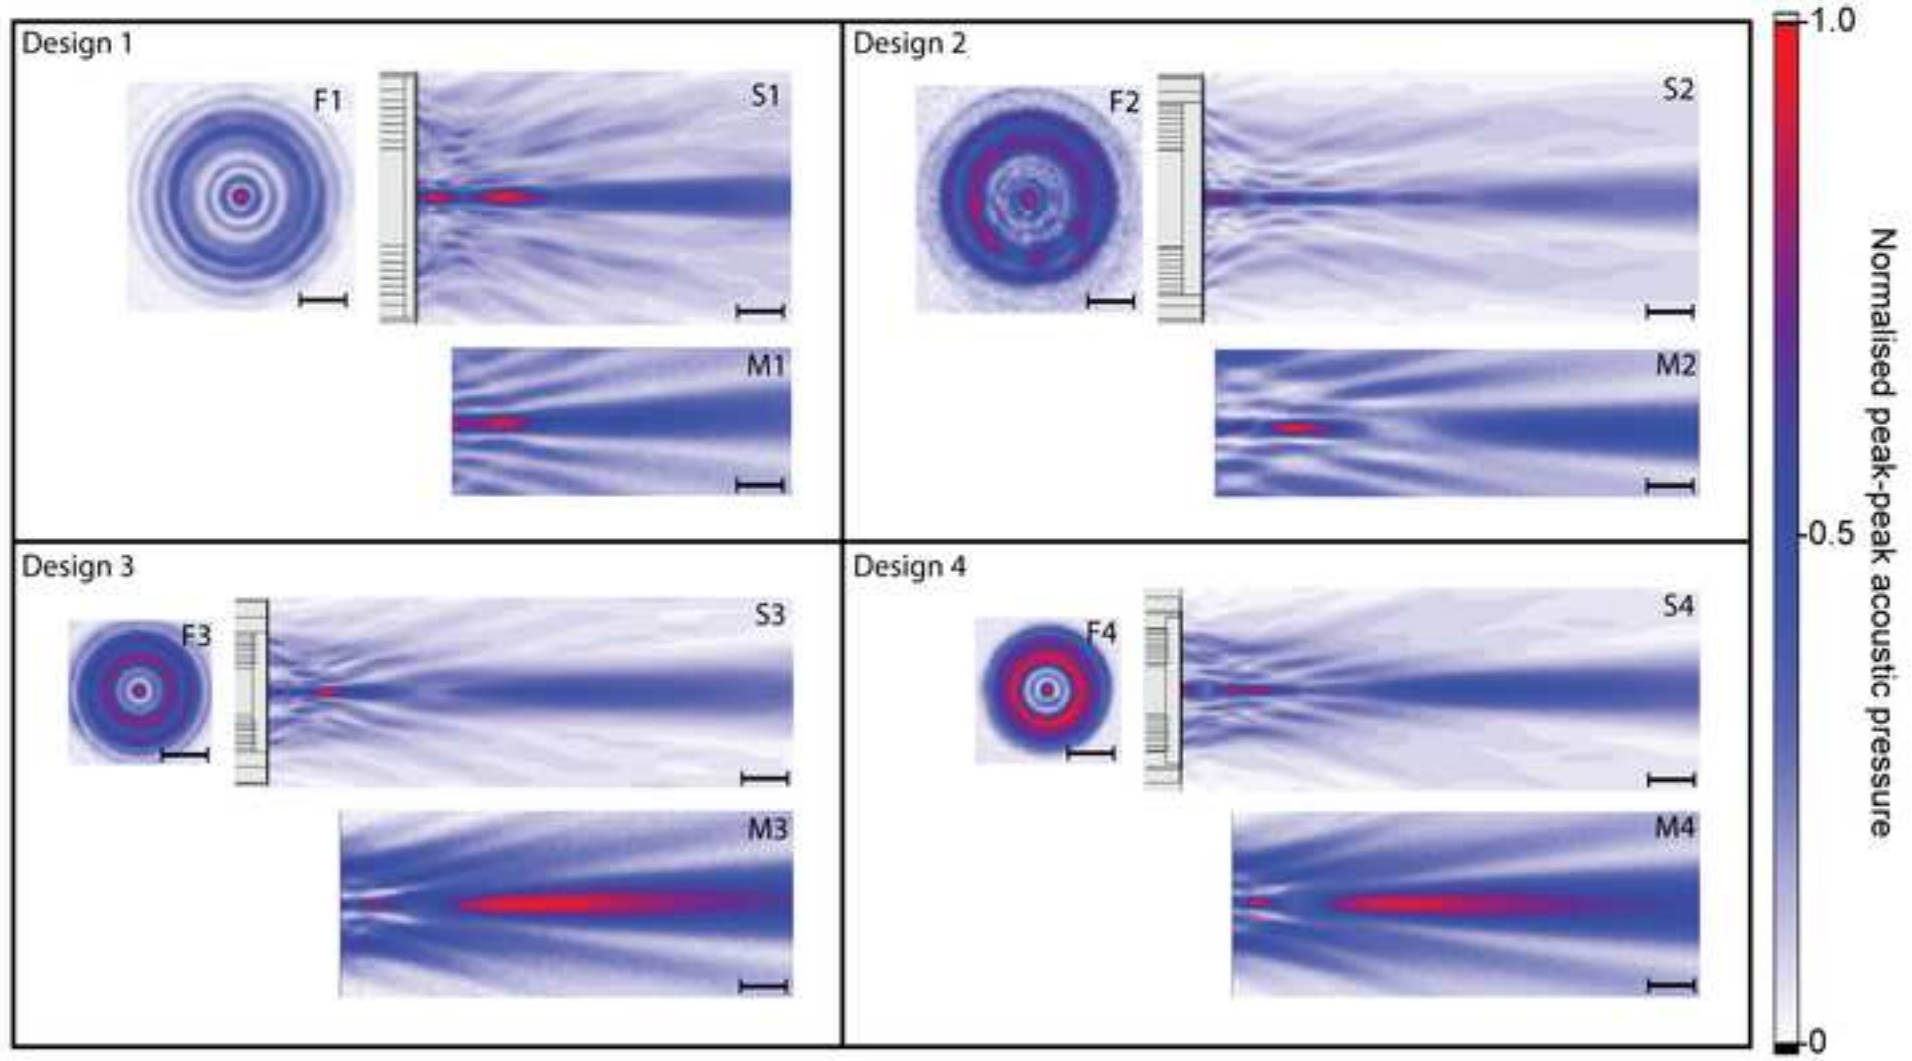 Design 1
F1
S1
M1
Design 2
F2
S2
M2
Design 3
F3
S3
M3
Design 4
F4
S4
M4
1.0
0.5
0
Normalised peak-peak acoustic pressure